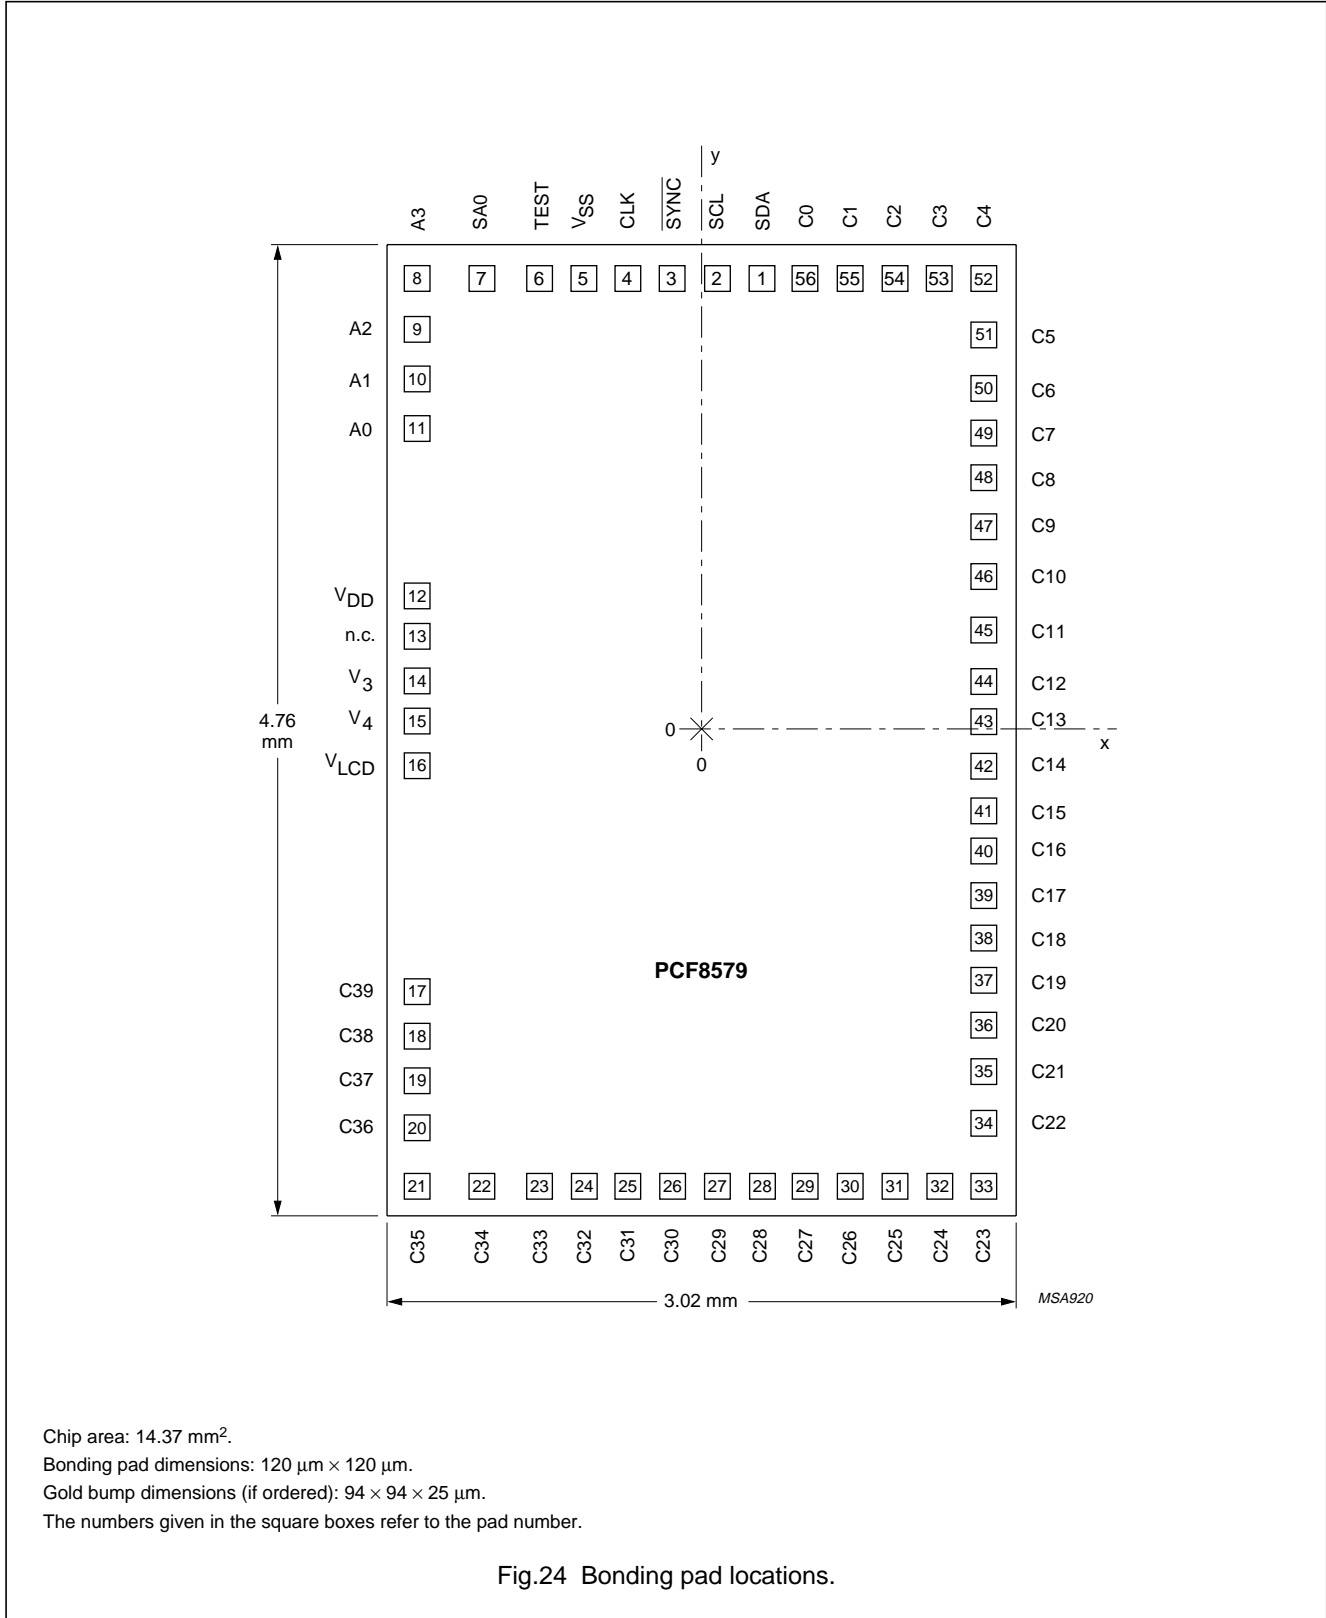 y
A3 SA0 TEST VSS CLK SYNC SCL SDA C0 C1 C2 C3 C4
8 7 6 5 4 3 2 1 56 55 54 53 52
A2 9 51 C5
A1 10 50 C6
A0 11 49 C7
48 C8
47 C9
46 C10
VDD 12
n.c. 13 45 C11
V3 14 44 C12
V4 15 43 C13
4.76
mm
0 x
0
VLCD 16 42 C14
41 C15
40 C16
39 C17
38 C18
PCF8579
C39 17 37 C19
C38 18 36 C20
C37 19 35 C21
C36 20 34 C22
21 22 23 24 25 26 27 28 29 30 31 32 33
C35 C34 C33 C32 C31 C30 C29 C28 C27 C26 C25 C24 C23
3.02 mm MSA920
Chip area: 14.37 mm².
Bonding pad dimensions: 120 µm × 120 µm.
Gold bump dimensions (if ordered): 94 × 94 × 25 µm.
The numbers given in the square boxes refer to the pad number.
Fig.24 Bonding pad locations.